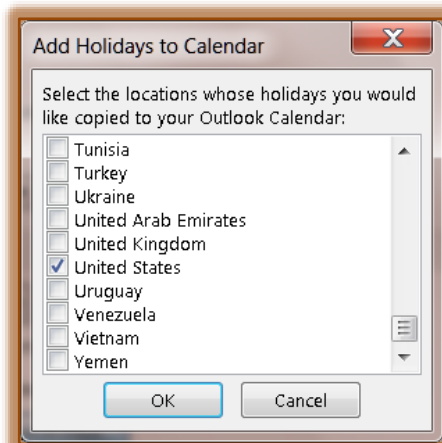 Add Holidays to Calendar
Select the locations whose holidays you would
like copied to your Outlook Calendar:
Tunisia
Turkey
Ukraine
United Arab Emirates
United Kingdom
United States
Uruguay
Venezuela
Vietnam
Yemen
OK Cancel